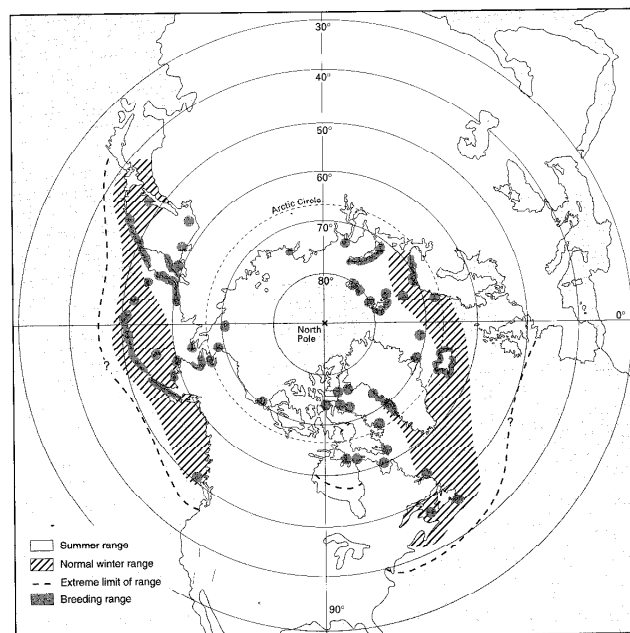 30°
40°
50°
60°
Arctic Circle
70°
80°
North
Pole
0°
?
?
?
90°
Summer range
Normal winter range
Extreme limit of range
Breeding range